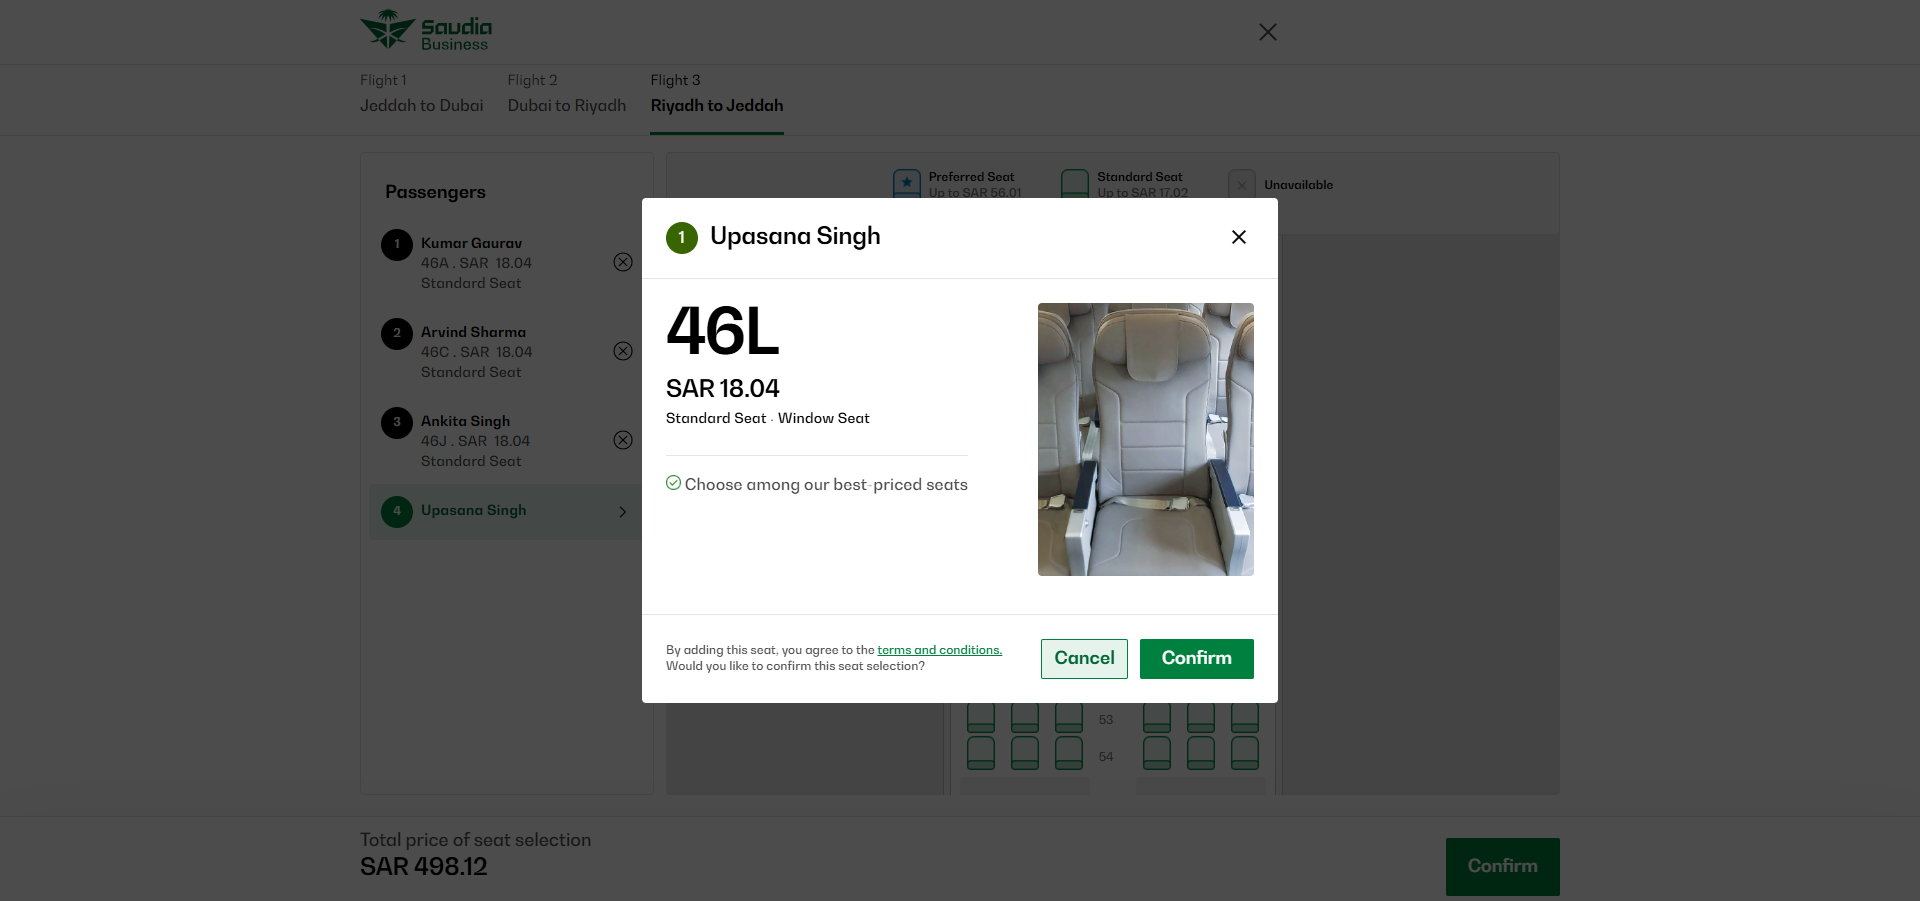 Saudia
Business
Flight 1
Jeddah to Dubai
Flight 2
Dubai to Riyadh
Flight 3
Riyadh to Jeddah
Passengers
1
Kumar Gaurav
46A . SAR 18.04
Standard Seat
2
Arvind Sharma
46C . SAR 18.04
Standard Seat
3
Ankita Singh
46J . SAR 18.04
Standard Seat
4
Upasana Singh
Preferred Seat
Up to SAR 56.01
Standard Seat
Up to SAR 17.02
Unavailable
1
Upasana Singh
46L
SAR 18.04
Standard Seat · Window Seat
Choose among our best-priced seats
By adding this seat, you agree to the terms and conditions.
Would you like to confirm this seat selection?
Cancel
Confirm
53
54
Total price of seat selection
SAR 498.12
Confirm